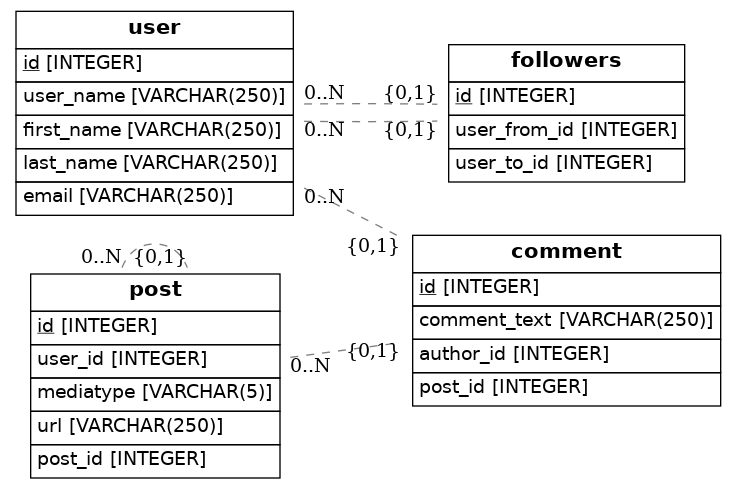 user
id [INTEGER]
user_name [VARCHAR(250)]
first_name [VARCHAR(250)]
last_name [VARCHAR(250)]
email [VARCHAR(250)]
0..N {0,1}
0..N {0,1}
followers
id [INTEGER]
user_from_id [INTEGER]
user_to_id [INTEGER]
0..N
{0,1}
0..N {0,1}
post
id [INTEGER]
user_id [INTEGER]
mediatype [VARCHAR(5)]
url [VARCHAR(250)]
post_id [INTEGER]
{0,1}
0..N
comment
id [INTEGER]
comment_text [VARCHAR(250)]
author_id [INTEGER]
post_id [INTEGER]